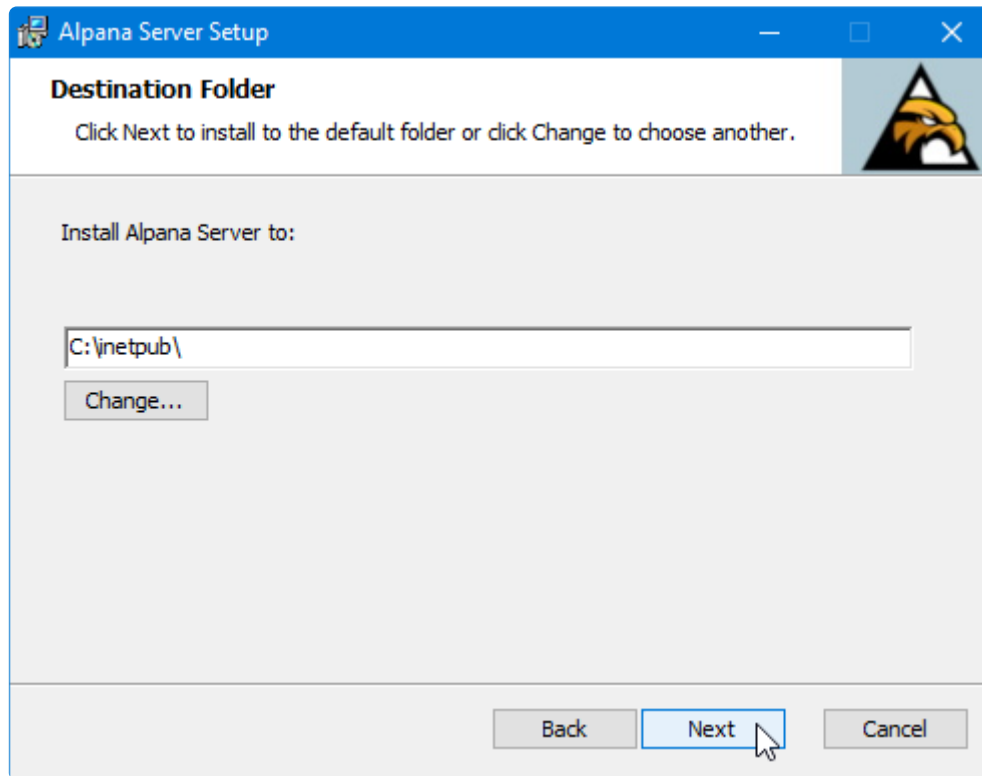 Alpana Server Setup
Destination Folder
Click Next to install to the default folder or click Change to choose another.
Install Alpana Server to:
C:\inetpub\
Change...
Back
Next
Cancel